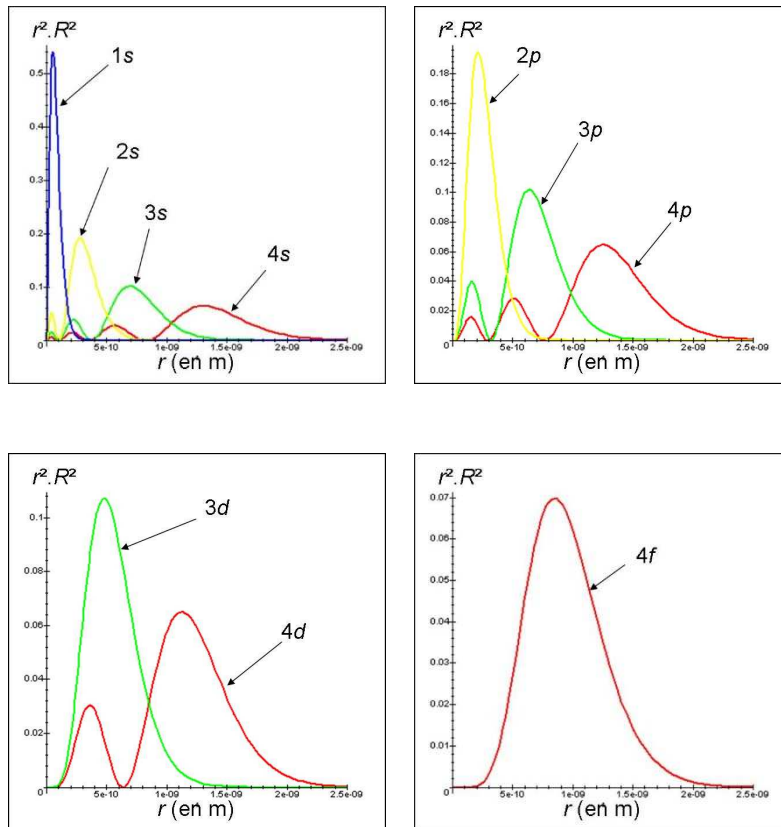 r².R²
1s
2s
3s
4s
0.5
0.4
0.3
0.2
0.1
0
5e-10
1e-09
1.5e-09
2e-09
2.5e-09
r (en m)
r².R²
2p
3p
4p
0.18
0.16
0.14
0.12
0.1
0.08
0.06
0.04
0.02
0
5e-10
1e-09
1.5e-09
2e-09
2.5e-09
r (en m)
r².R²
3d
4d
0.1
0.08
0.06
0.04
0.02
0
5e-10
1e-09
1.5e-09
2e-09
2.5e-09
r (en m)
r².R²
4f
0.07
0.06
0.05
0.04
0.03
0.02
0.01
0
5e-10
1e-09
1.5e-09
2e-09
2.5e-09
r (en m)